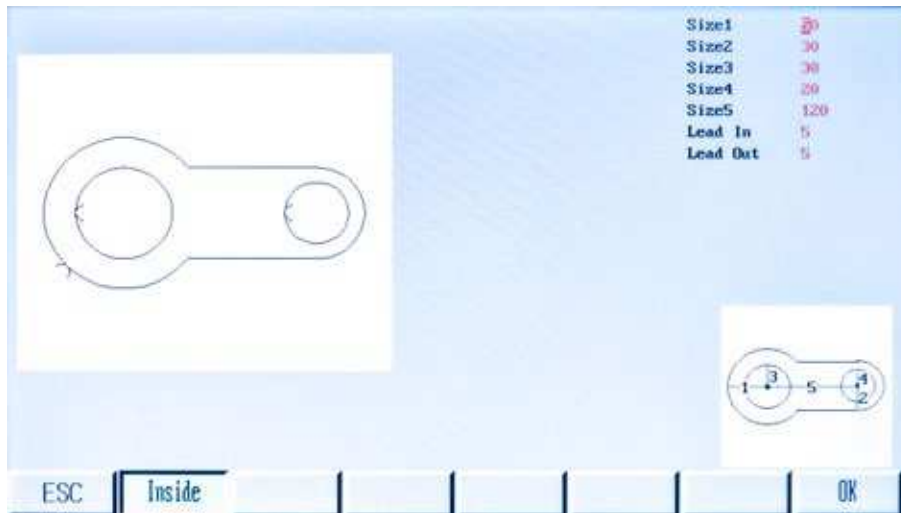 Size1 20
Size2 30
Size3 30
Size4 20
Size5 120
Lead In 5
Lead Out 5
3 4
1 5
2
ESC Inside OK